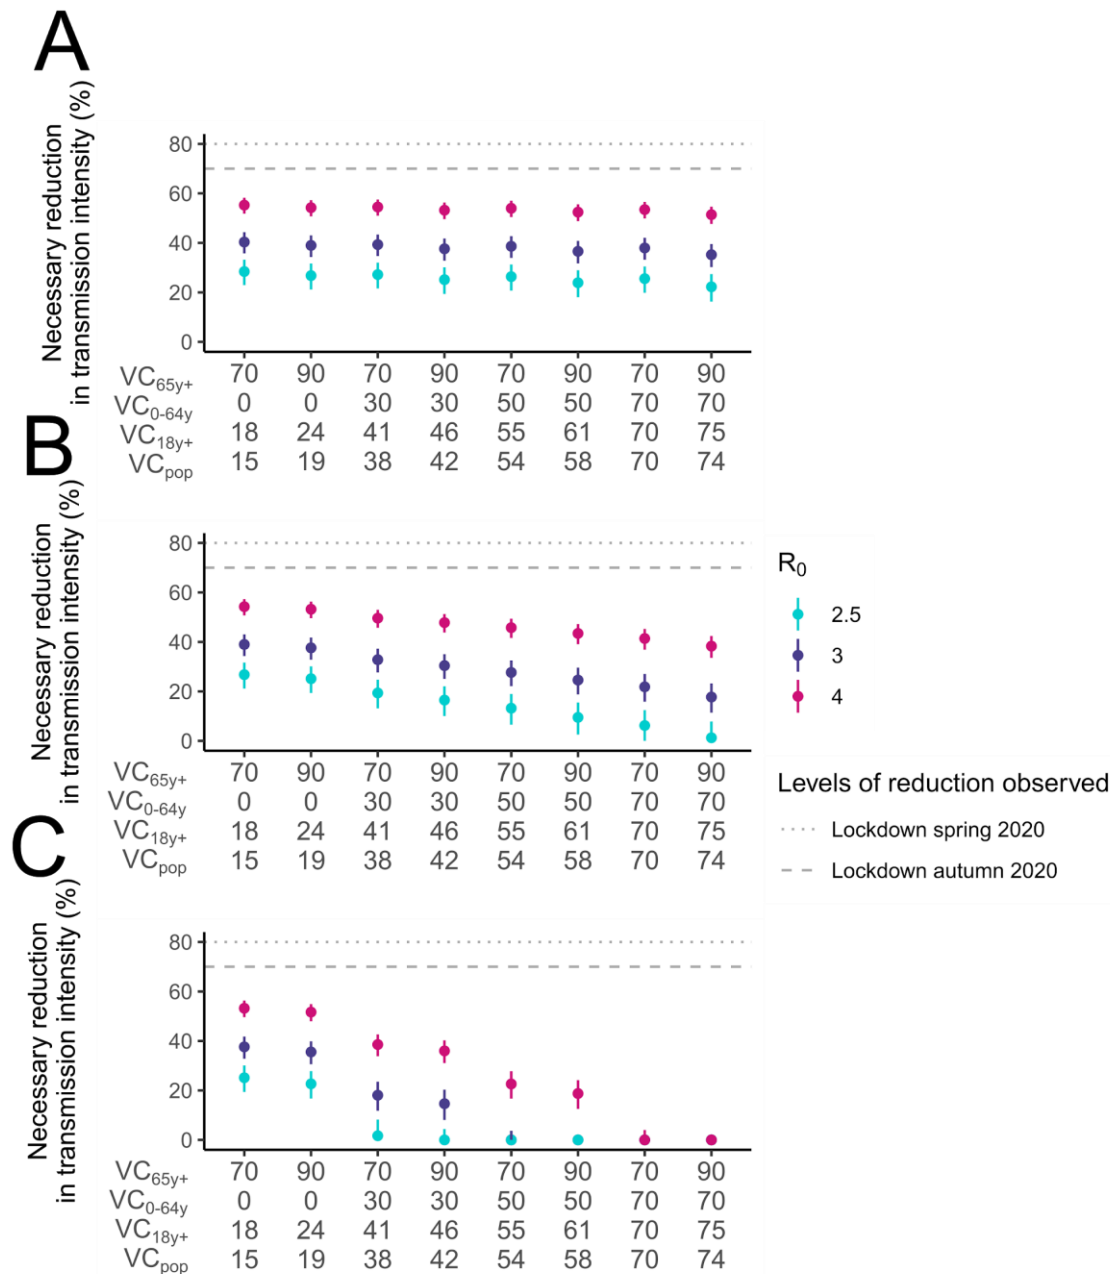 A
Necessary reduction
in transmission intensity (%)
80
60
40
20
0
VC65y+ 70 90 70 90 70 90 70 90
VC0-64y 0 0 30 30 50 50 70 70
VC18y+ 18 24 41 46 55 61 70 75
VCpop 15 19 38 42 54 58 70 74
B
Necessary reduction
in transmission intensity (%)
80
60
40
20
0
VC65y+ 70 90 70 90 70 90 70 90
VC0-64y 0 0 30 30 50 50 70 70
VC18y+ 18 24 41 46 55 61 70 75
VCpop 15 19 38 42 54 58 70 74
R0
2.5
3
4
Levels of reduction observed
Lockdown spring 2020
Lockdown autumn 2020
C
Necessary reduction
in transmission intensity (%)
80
60
40
20
0
VC65y+ 70 90 70 90 70 90 70 90
VC0-64y 0 0 30 30 50 50 70 70
VC18y+ 18 24 41 46 55 61 70 75
VCpop 15 19 38 42 54 58 70 74